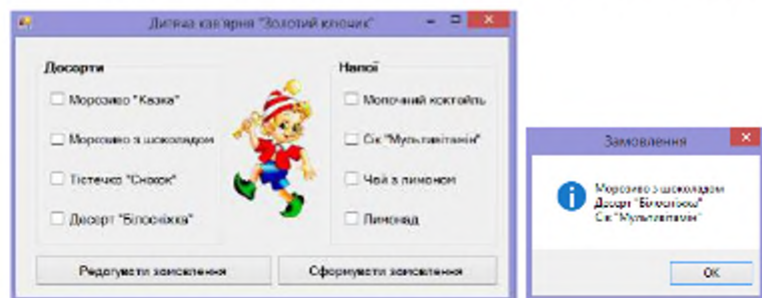 Дитяча кав'ярня "Золотий ключик"
Десерти
Морозиво "Казка"
Морозиво з шоколадом
Тістечко "Сніжок"
Десерт "Білосніжка"
Напої
Молочний коктейль
Сік "Мультивітамін"
Чай з лимоном
Лимонад
Редагувати замовлення
Сформувати замовлення
Замовлення
Морозиво з шоколадом
Десерт "Білосніжка"
Сік "Мультивітамін"
OK